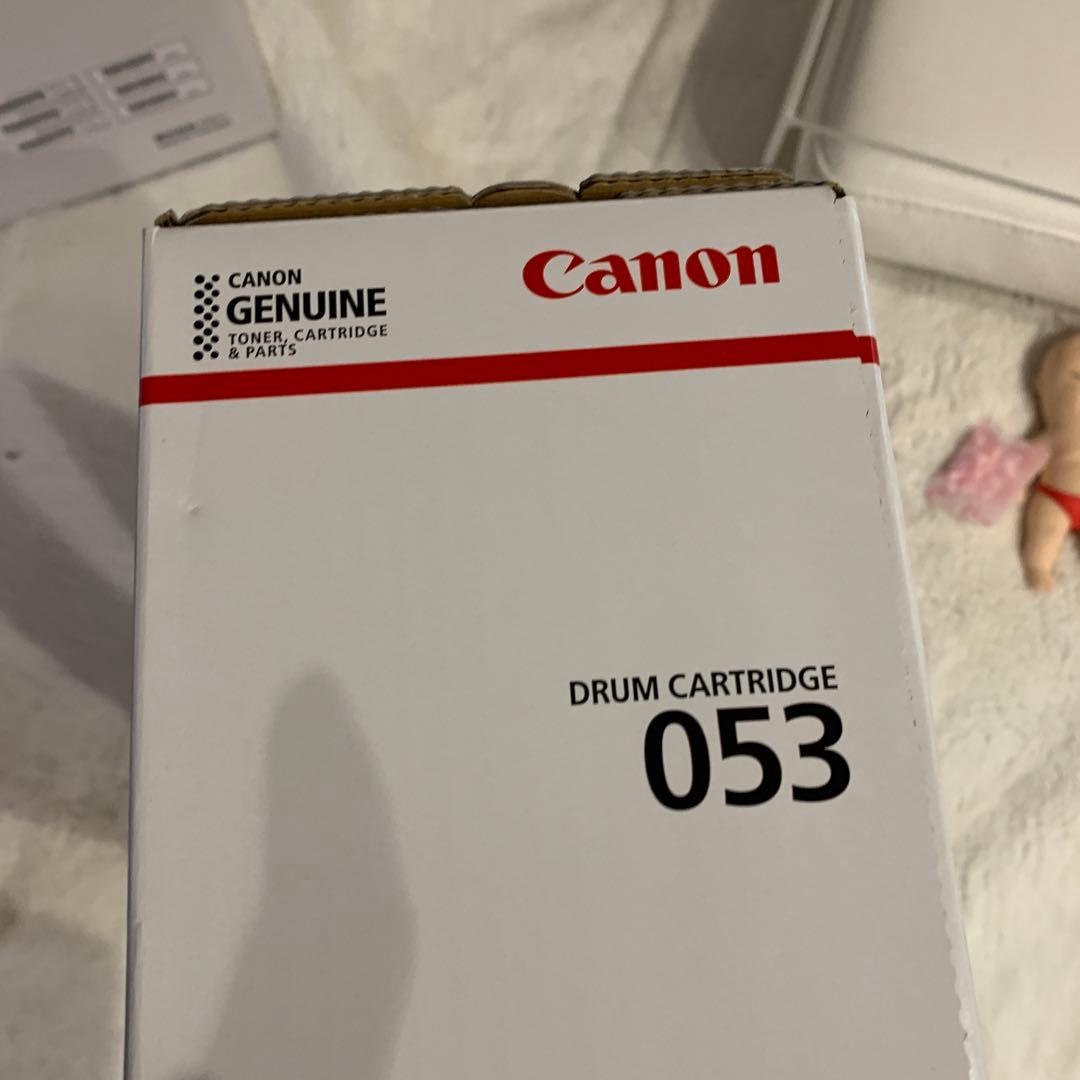 CANON
GENUINE
TONER, CARTRIDGE
& PARTS
Canon
DRUM CARTRIDGE
053